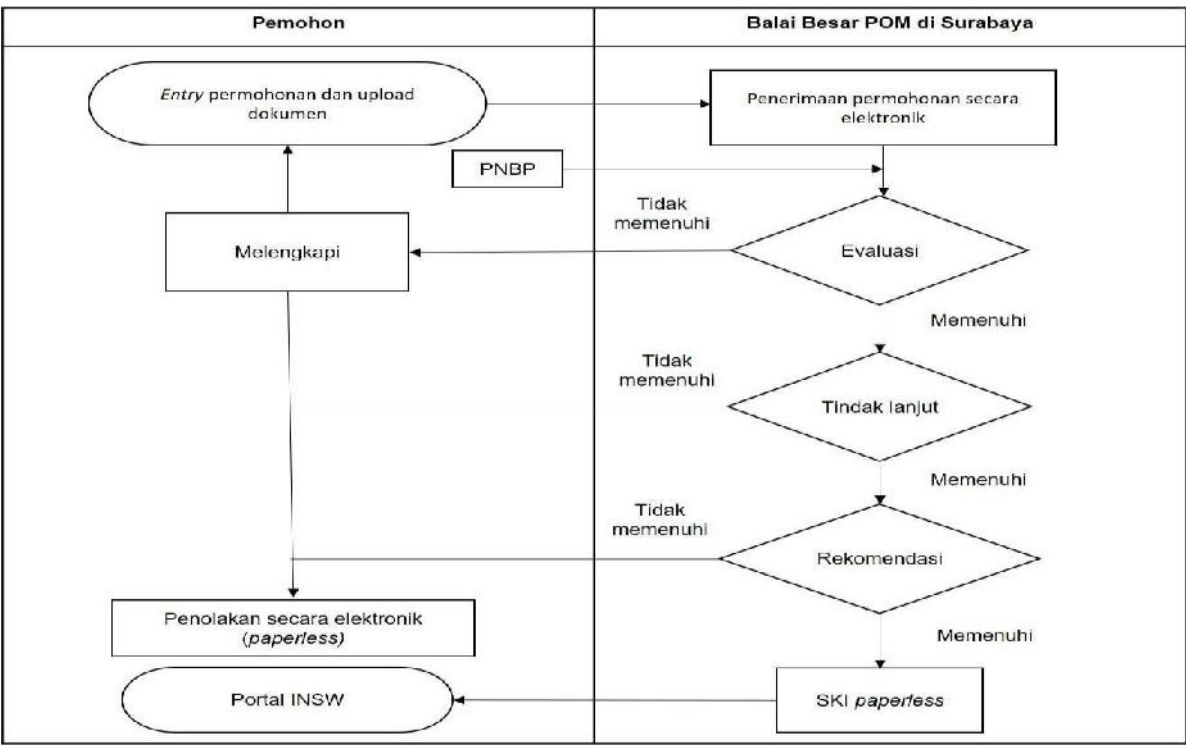 Pemohon
Balai Besar POM di Surabaya
Entry permohonan dan upload
dokumen
Penerimaan permohonan secara
elektronik
PNBP
Tidak
memenuhi
Melengkapi
Evaluasi
Memenuhi
Tidak
memenuhi
Tindak lanjut
Memenuhi
Tidak
memenuhi
Rekomendasi
Penolakan secara elektronik
(paperless)
Memenuhi
Portal INSW
SKI paperless